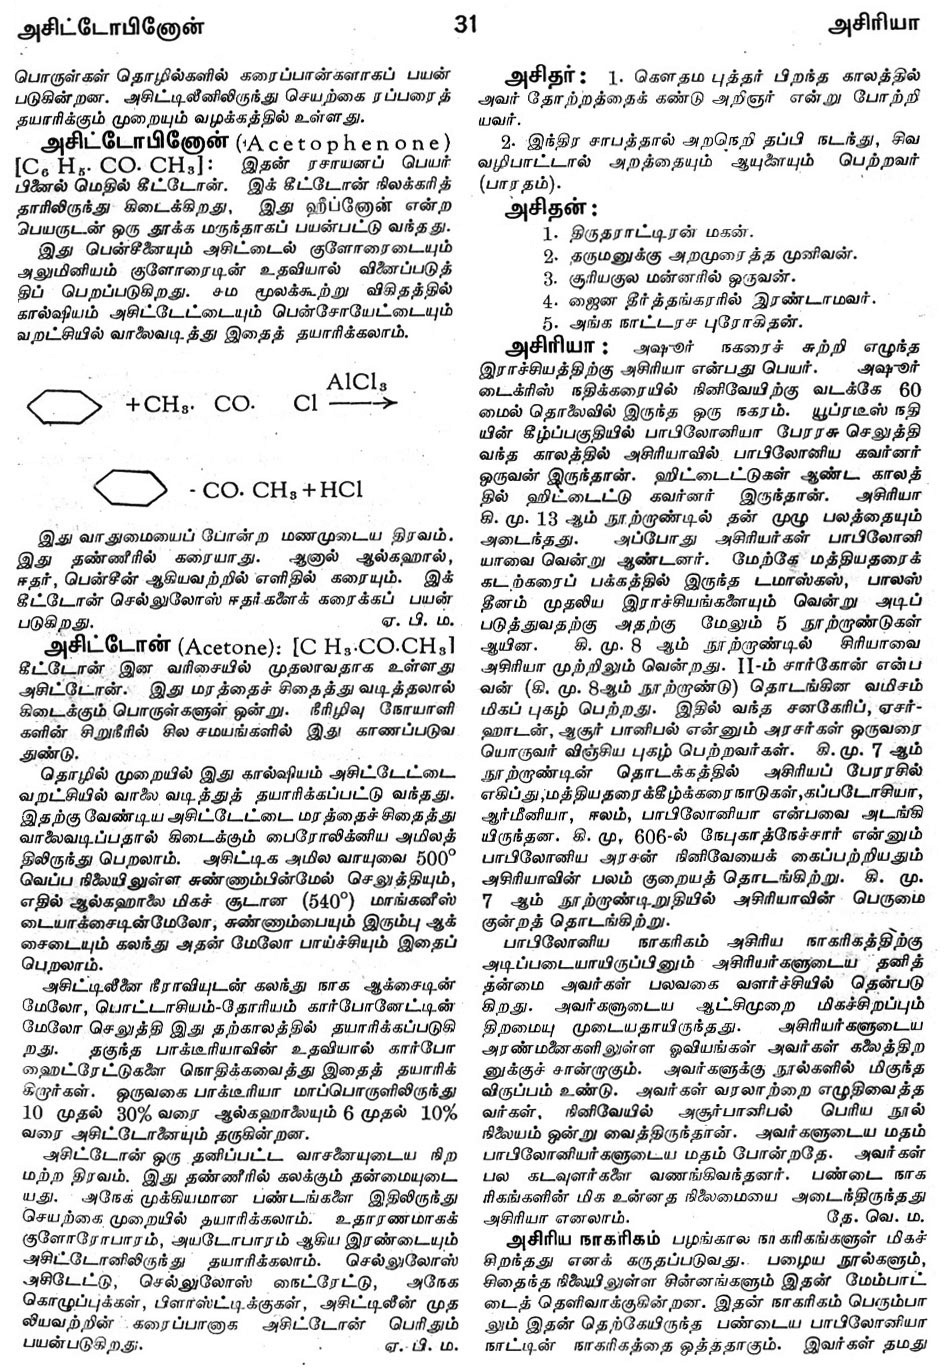 அசிட்டோபினோன்
31
அசிரியா
பொருள்கள் தொழில்களில் கரைப்பான்களாகப் பயன்
படுகின்றன. அசிட்டிலீனிலிருந்து செயற்கை ரப்பரைத்
தயாரிக்கும் முறையும் வழக்கத்தில் உள்ளது.
அசிட்டோபினோன் (Acetophenone)
[C₆ H₅. CO. CH₃]: இதன் ரசாயனப் பெயர்
பினைல் மெதில் கீட்டோன். இக் கீட்டோன் நிலக்கரித்
தாரிலிருந்து கிடைக்கிறது. இது ஹிப்னோன் என்ற
பெயருடன் ஒரு தூக்க மருந்தாகப் பயன்பட்டு வந்தது.
இது பென்சீனையும் அசிட்டைல் குளோரைடையும்
அலுமினியம் குளோரைடின் உதவியால் வினைப்படுத்
திப் பெறப்படுகிறது. சம மூலக்கூற்று விகிதத்தில்
கால்ஷியம் அசிட்டேட்டையும் பென்சோயேட்டையும்
வறட்சியில் வாலைவடித்து இதைத் தயாரிக்கலாம்.
+CH₃. CO. Cl AlCl₃ →
- CO. CH₃+HCl
இது வாதுமையைப் போன்ற மணமுடைய திரவம்.
இது தண்ணீரில் கரையாது. ஆனால் ஆல்கஹால்,
ஈதர், பென்சீன் ஆகியவற்றில் எளிதில் கரையும். இக்
கீட்டோன் செல்லுலோஸ் ஈதர்களைக் கரைக்கப் பயன்
படுகிறது. ஏ. பி. ம.
அசிட்டோன் (Acetone): [C H₃.CO.CH₃]
கீட்டோன் இன வரிசையில் முதலாவதாக உள்ளது
அசிட்டோன். இது மரத்தைச் சிதைத்து வடித்தலால்
கிடைக்கும் பொருள்களுள் ஒன்று. நீரிழிவு நோயாளி
களின் சிறுநீரில் சில சமயங்களில் இது காணப்படுவ
துண்டு.
தொழில் முறையில் இது கால்ஷியம் அசிட்டேட்டை
வறட்சியில் வாலை வடித்துத் தயாரிக்கப்பட்டு வந்தது.
இதற்கு வேண்டிய அசிட்டேட்டை மரத்தைச் சிதைத்து
வாலைவடிப்பதால் கிடைக்கும் பைரோலிக்னிய அமிலத்
திலிருந்து பெறலாம். அசிட்டிக அமில வாயுவை 500°
வெப்ப நிலையிலுள்ள சுண்ணாம்பின்மேல் செலுத்தியும்,
எதில் ஆல்கஹாலை மிகச் சூடான (540°) மாங்கனீஸ்
டையாக்சைடின்மேலோ, சுண்ணாம்பையும் இரும்பு ஆக்
சைடையும் கலந்து அதன் மேலோ பாய்ச்சியும் இதைப்
பெறலாம்.
அசிட்டிலீனை நீராவியுடன் கலந்து நாக ஆக்சைடின்
மேலோ, பொட்டாசியம்-தோரியம் கார்போனேட்டின்
மேலோ செலுத்தி இது தற்காலத்தில் தயாரிக்கப்படுகி
றது. தகுந்த பாக்டீரியாவின் உதவியால் கார்போ
ஹைட்ரேட்டுகளை நொதிக்கவைத்து இதைத் தயாரிக்
கிறார்கள். ஒருவகை பாக்டீரியா மாப்பொருளிலிருந்து
10 முதல் 30% வரை ஆல்கஹாலையும் 6 முதல் 10%
வரை அசிட்டோனையும் தருகின்றன.
அசிட்டோன் ஒரு தனிப்பட்ட வாசனையுடைய நிற
மற்ற திரவம். இது தண்ணீரில் கலக்கும் தன்மையுடை
யது. அநேக முக்கியமான பண்டங்களை இதிலிருந்து
செயற்கை முறையில் தயாரிக்கலாம். உதாரணமாகக்
குளோரோபாரம், அயடோபாரம் ஆகிய இரண்டையும்
அசிட்டோனிலிருந்து தயாரிக்கலாம். செல்லுலோஸ்
அசிடேட்டு, செல்லுலோஸ் நைட்ரேட்டு, அநேக
கொழுப்புக்கள், பிளாஸ்ட்டிக்குகள், அசிட்டிலீன் முத
லியவற்றின் கரைப்பானாக அசிட்டோன் பெரிதும்
பயன்படுகிறது. ஏ. பி. ம.
அசிதர்: 1. கௌதம புத்தர் பிறந்த காலத்தில்
அவர் தோற்றத்தைக் கண்டு அறிஞர் என்று போற்றி
யவர்.
2. இந்திர சாபத்தால் அறநெறி தப்பி நடந்து, சிவ
வழிபாட்டால் அறத்தையும் ஆயுளையும் பெற்றவர்
(பாரதம்).
அசிதன்:
1. திருதராட்டிரன் மகன்.
2. தருமனுக்கு அறமுரைத்த முனிவன்.
3. சூரியகுல மன்னரில் ஒருவன்.
4. ஜைன தீர்த்தங்கரரில் இரண்டாமவர்.
5. அங்க நாட்டரச புரோகிதன்.
அசிரியா: அஷூர் நகரைச் சுற்றி எழுந்த
இராச்சியத்திற்கு அசிரியா என்பது பெயர். அஷூர்
டைக்ரிஸ் நதிக்கரையில் நினிவேயிற்கு வடக்கே 60
மைல் தொலைவில் இருந்த ஒரு நகரம். யூப்ரடீஸ் நதி
யின் கீழ்ப்பகுதியில் பாபிலோனியா பேரரசு செலுத்தி
வந்த காலத்தில் அசிரியாவில் பாபிலோனிய கவர்னர்
ஒருவன் இருந்தான். ஹிட்டைட்டுகள் ஆண்ட காலத்
தில் ஹிட்டைட்டு கவர்னர் இருந்தான். அசிரியா
கி. மு. 13 ஆம் நூற்றாண்டில் தன் முழு பலத்தையும்
அடைந்தது. அப்போது அசிரியர்கள் பாபிலோனி
யாவை வென்று ஆண்டனர். மேற்கே மத்தியதரைக்
கடற்கரைப் பக்கத்தில் இருந்த டமாஸ்கஸ், பாலஸ்
தீனம் முதலிய இராச்சியங்களையும் வென்று அடிப்
படுத்துவதற்கு அதற்கு மேலும் 5 நூற்றாண்டுகள்
ஆயின. கி. மு. 8 ஆம் நூற்றாண்டில் சிரியாவை
அசிரியா முற்றிலும் வென்றது. II-ம் சார்கோன் என்ப
வன் (கி. மு. 8ஆம் நூற்றாண்டு) தொடங்கின வமிசம்
மிகப் புகழ் பெற்றது. இதில் வந்த சனகேரிப், ஏசர்-
ஹாடன், ஆசூர் பானிபல் என்னும் அரசர்கள் ஒருவரை
யொருவர் விஞ்சிய புகழ் பெற்றவர்கள். கி. மு. 7 ஆம்
நூற்றாண்டின் தொடக்கத்தில் அசிரியப் பேரரசில்
எகிப்து, மத்தியதரைக்கீழ்க்கரைநாடுகள், கப்படோசியா,
ஆர்மீனியா, ஈலம், பாபிலோனியா என்பவை அடங்கி
யிருந்தன. கி. மு. 606-ல் நேபுகாத்நேச்சார் என்னும்
பாபிலோனிய அரசன் நினிவேயைக் கைப்பற்றியதும்
அசிரியாவின் பலம் குறையத் தொடங்கிற்று. கி. மு.
7 ஆம் நூற்றாண்டிறுதியில் அசிரியாவின் பெருமை
குன்றத் தொடங்கிற்று.
பாபிலோனிய நாகரிகம் அசிரிய நாகரிகத்திற்கு
அடிப்படையாயிருப்பினும் அசிரியர்களுடைய தனித்
தன்மை அவர்கள் பலவகை வளர்ச்சியில் தென்படு
கிறது. அவர்களுடைய ஆட்சிமுறை மிகச்சிறப்பும்
திறமையு முடையதாயிருந்தது. அசிரியர்களுடைய
அரண்மனைகளிலுள்ள ஓவியங்கள் அவர்கள் கலைத்திற
னுக்குச் சான்றாகும். அவர்களுக்கு நூல்களில் மிகுந்த
விருப்பம் உண்டு. அவர்கள் வரலாற்றை எழுதிவைத்த
வர்கள். நினிவேயில் அசூர்பானிபல் பெரிய நூல்
நிலையம் ஒன்று வைத்திருந்தான். அவர்களுடைய மதம்
பாபிலோனியர்களுடைய மதம் போன்றதே. அவர்கள்
பல கடவுளர்களை வணங்கிவந்தனர். பண்டை நாக
ரிகங்களின் மிக உன்னத நிலைமையை அடைந்திருந்தது
அசிரியா எனலாம். தே. வெ. ம.
அசிரிய நாகரிகம் பழங்கால நாகரிகங்களுள் மிகச்
சிறந்தது எனக் கருதப்படுவது. பழைய நூல்களும்,
சிதைந்த நிலையிலுள்ள சின்னங்களும் இதன் மேம்பாட்
டைத் தெளிவாக்குகின்றன. இதன் நாகரிகம் பெரும்பா
லும் இதன் தெற்கேயிருந்த பண்டைய பாபிலோனியா
நாட்டின் நாகரிகத்தை ஒத்ததாகும். இவர்கள் தமது